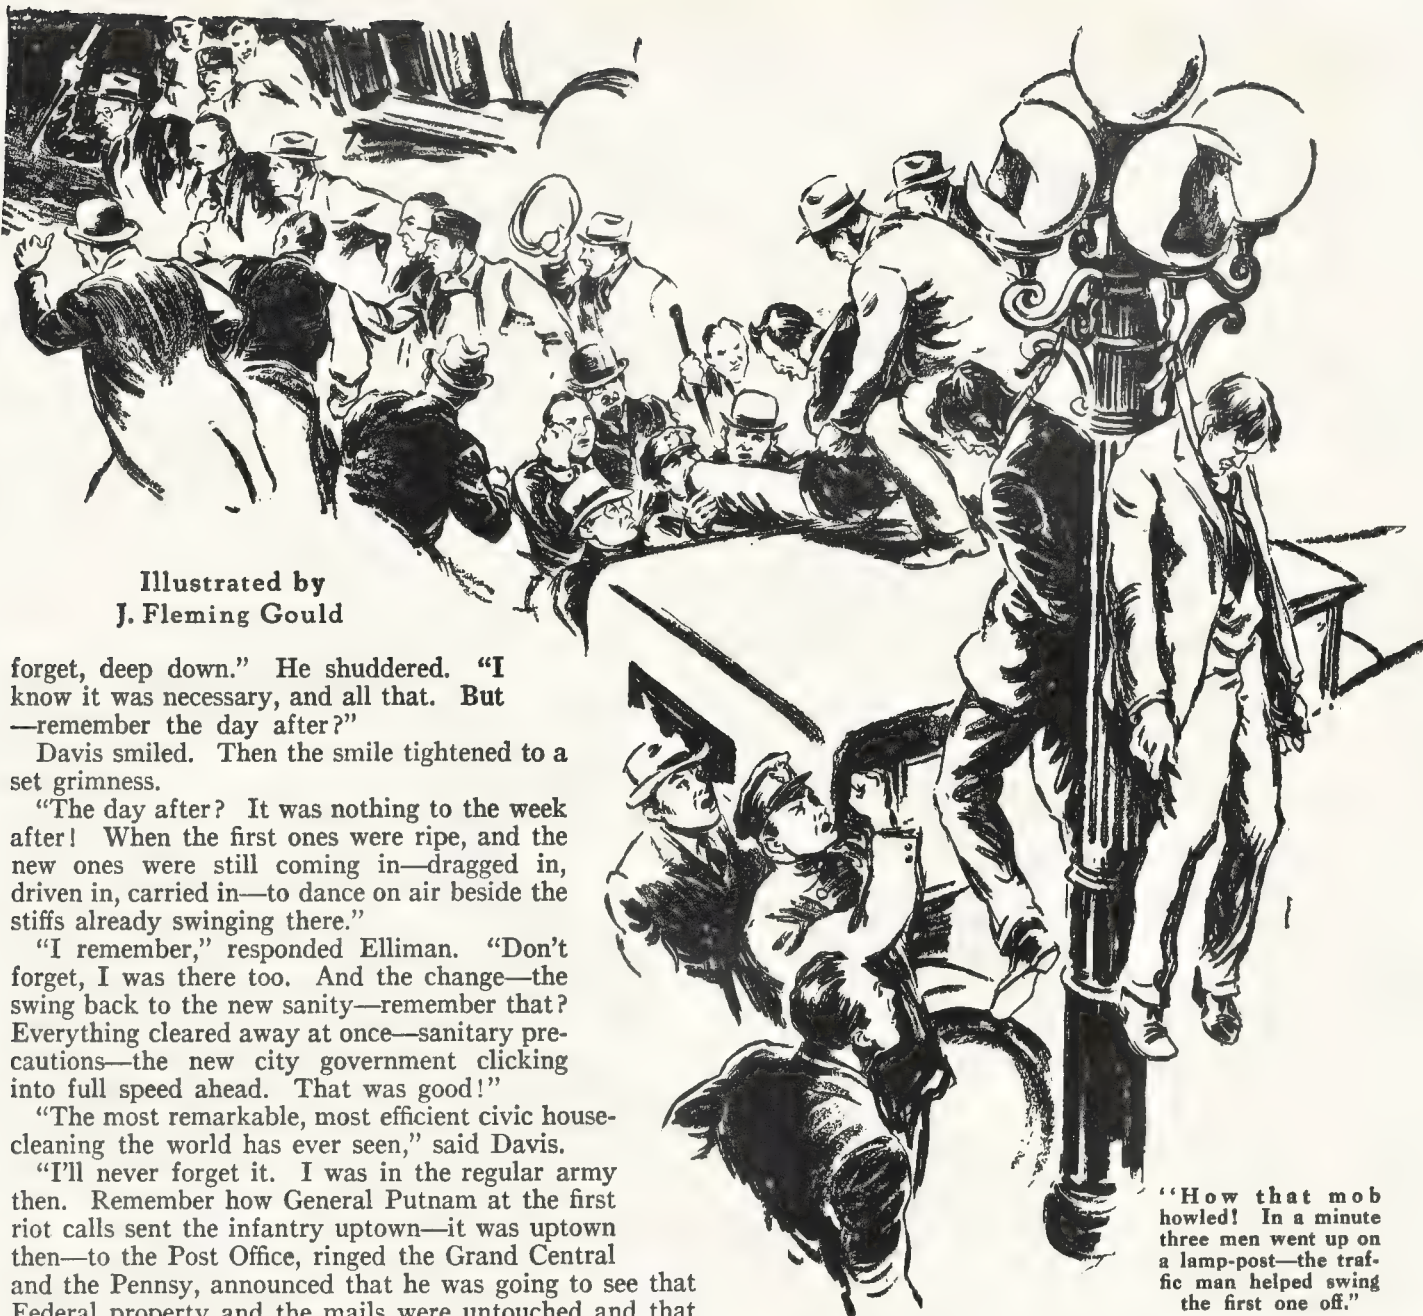 Illustrated by
J. Fleming Gould
forget, deep down.” He shuddered. “I
know it was necessary, and all that. But
—remember the day after?”
Davis smiled. Then the smile tightened to a
set grimness.
“The day after? It was nothing to the week
after! When the first ones were ripe, and the
new ones were still coming in—dragged in,
driven in, carried in—to dance on air beside the
stiffs already swinging there.”
“I remember,” responded Elliman. “Don’t
forget, I was there too. And the change—the
swing back to the new sanity—remember that?
Everything cleared away at once—sanitary pre-
cautions—the new city government clicking
into full speed ahead. That was good!”
“The most remarkable, most efficient civic house-
cleaning the world has ever seen,” said Davis.
“I’ll never forget it. I was in the regular army
then. Remember how General Putnam at the first
riot calls sent the infantry uptown—it was uptown
then—to the Post Office, ringed the Grand Central
and the Pennsy, announced that he was going to see that
Federal property and the mails were untouched and that
“How that mob
howled! In a minute
three men went up on
a lamp-post—the traf-
fic man helped swing
the first one off.”